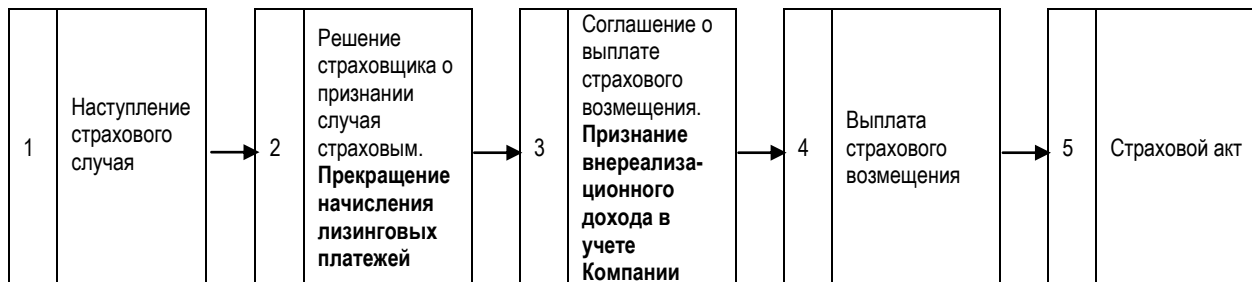 1
Наступление
страхового
случая
2
Решение
страховщика о
признании
случая
страховым.
Прекращение
начисления
лизинговых
платежей
3
Соглашение о
выплате
страхового
возмещения.
Признание
внереализа-
ционного
дохода в
учете
Компании
4
Выплата
страхового
возмещения
5
Страховой акт